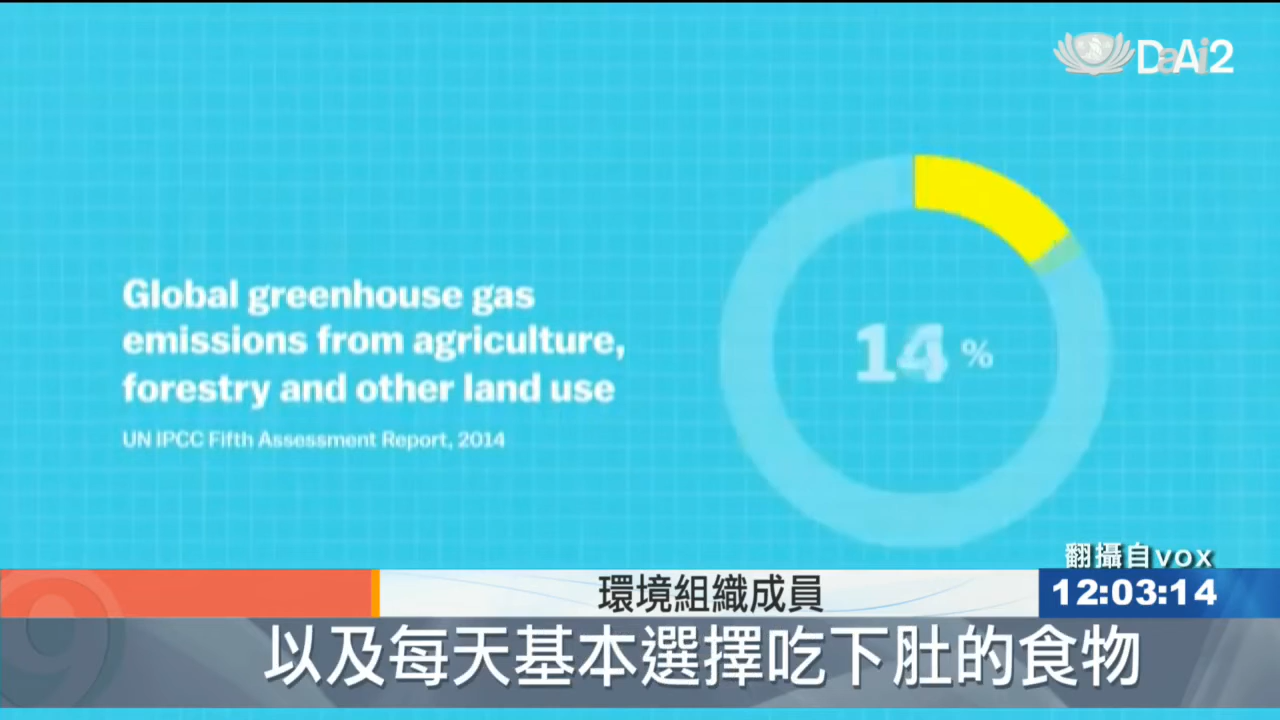 DaAi2
Global greenhouse gas
emissions from agriculture,
forestry and other land use
UN IPCC Fifth Assessment Report, 2014
14 %
翻攝自vox
12:03:14
環境組織成員
以及每天基本選擇吃下肚的食物